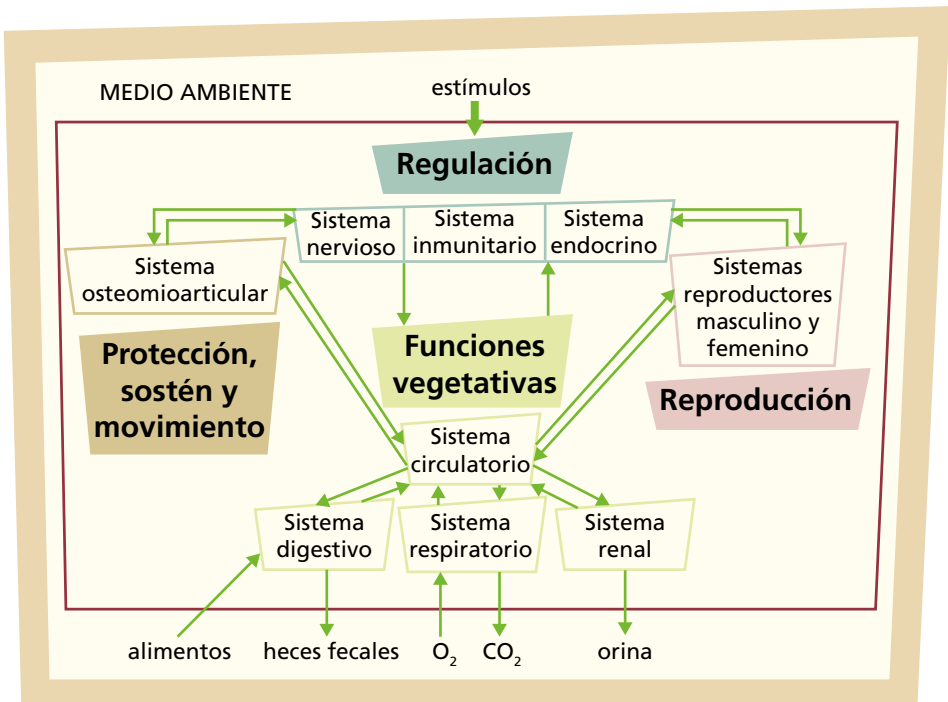 MEDIO AMBIENTE
estímulos
Regulación
Sistema
nervioso
Sistema
inmunitario
Sistema
endocrino
Sistema
osteomioarticular
Sistemas
reproductores
masculino y
femenino
Protección,
sostén y
movimiento
Funciones
vegetativas
Reproducción
Sistema
circulatorio
Sistema
digestivo
Sistema
respiratorio
Sistema
renal
alimentos
heces fecales
O₂
CO₂
orina